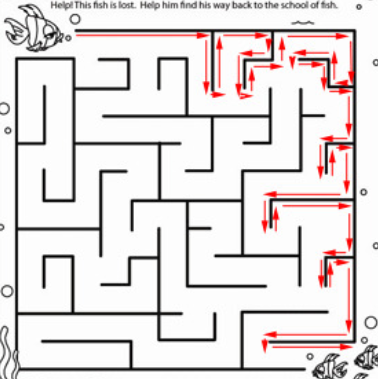 Help! This fish is lost. Help him find his way back to the school of fish.